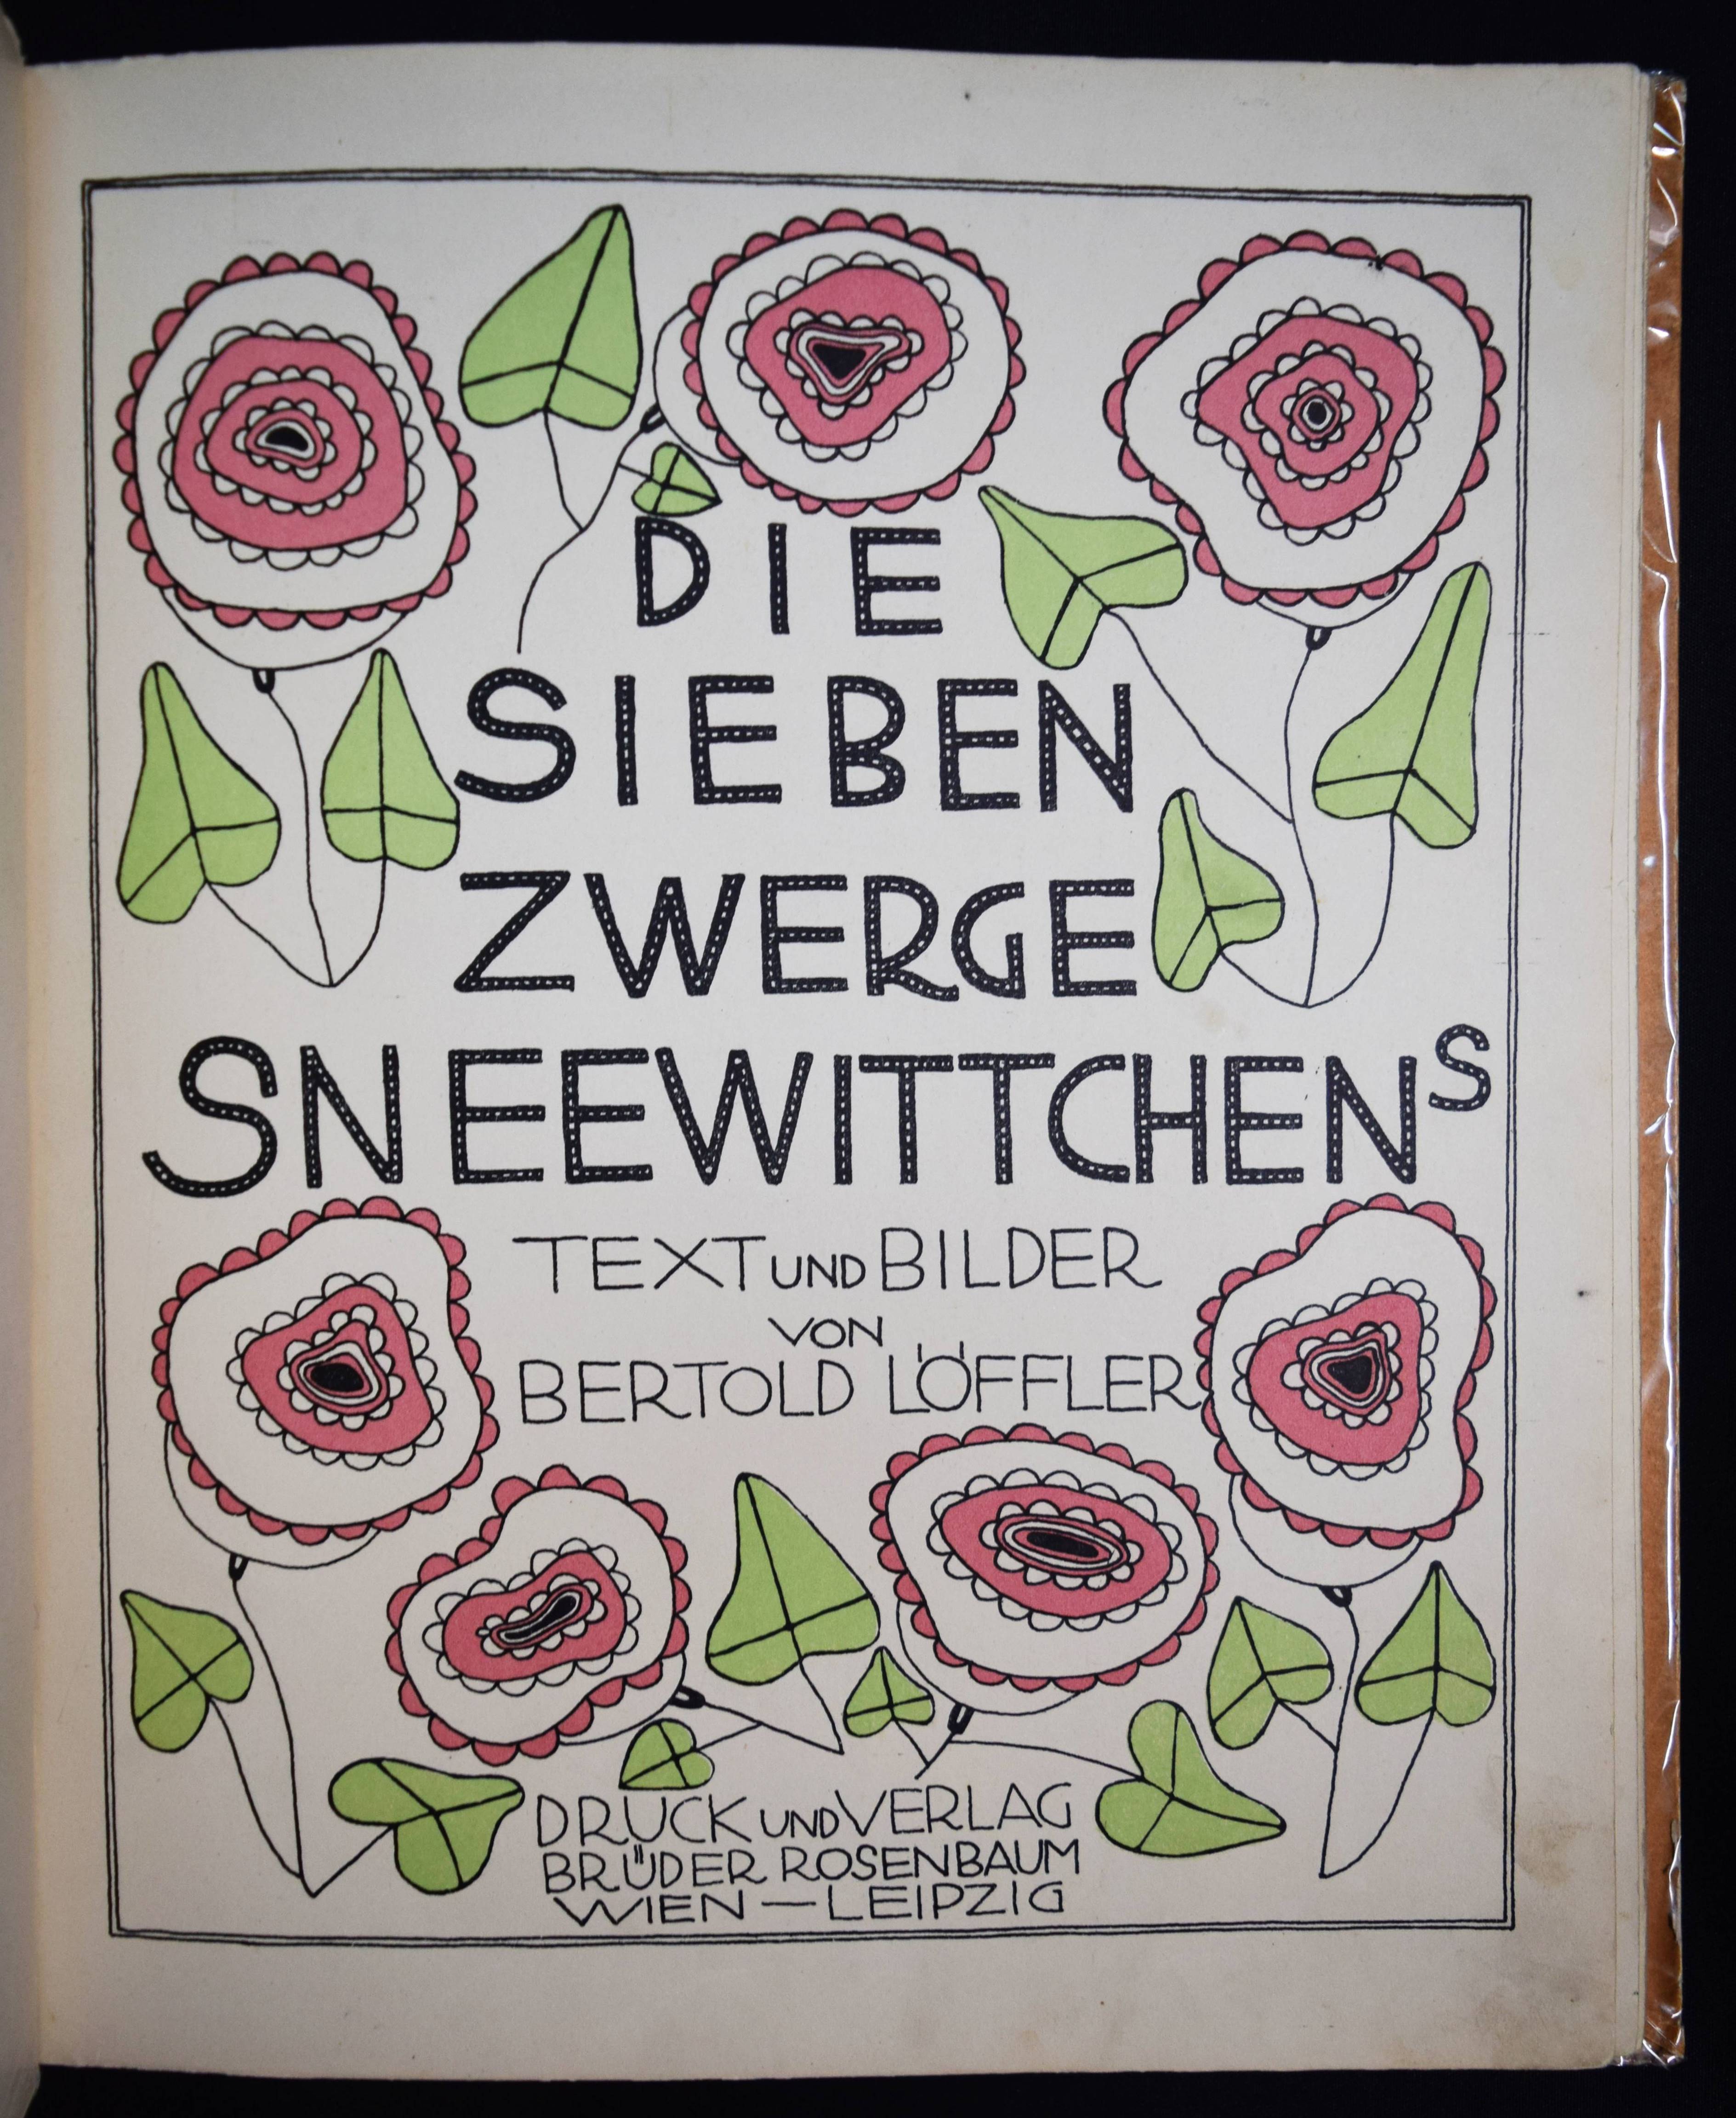 DIE
SIEBEN
ZWERGE
SNEEWITTCHENS
TEXT UND BILDER
VON
BERTOLD LÖFFLER
DRUCK UND VERLAG
BRÜDER ROSENBAUM
WIEN — LEIPZIG